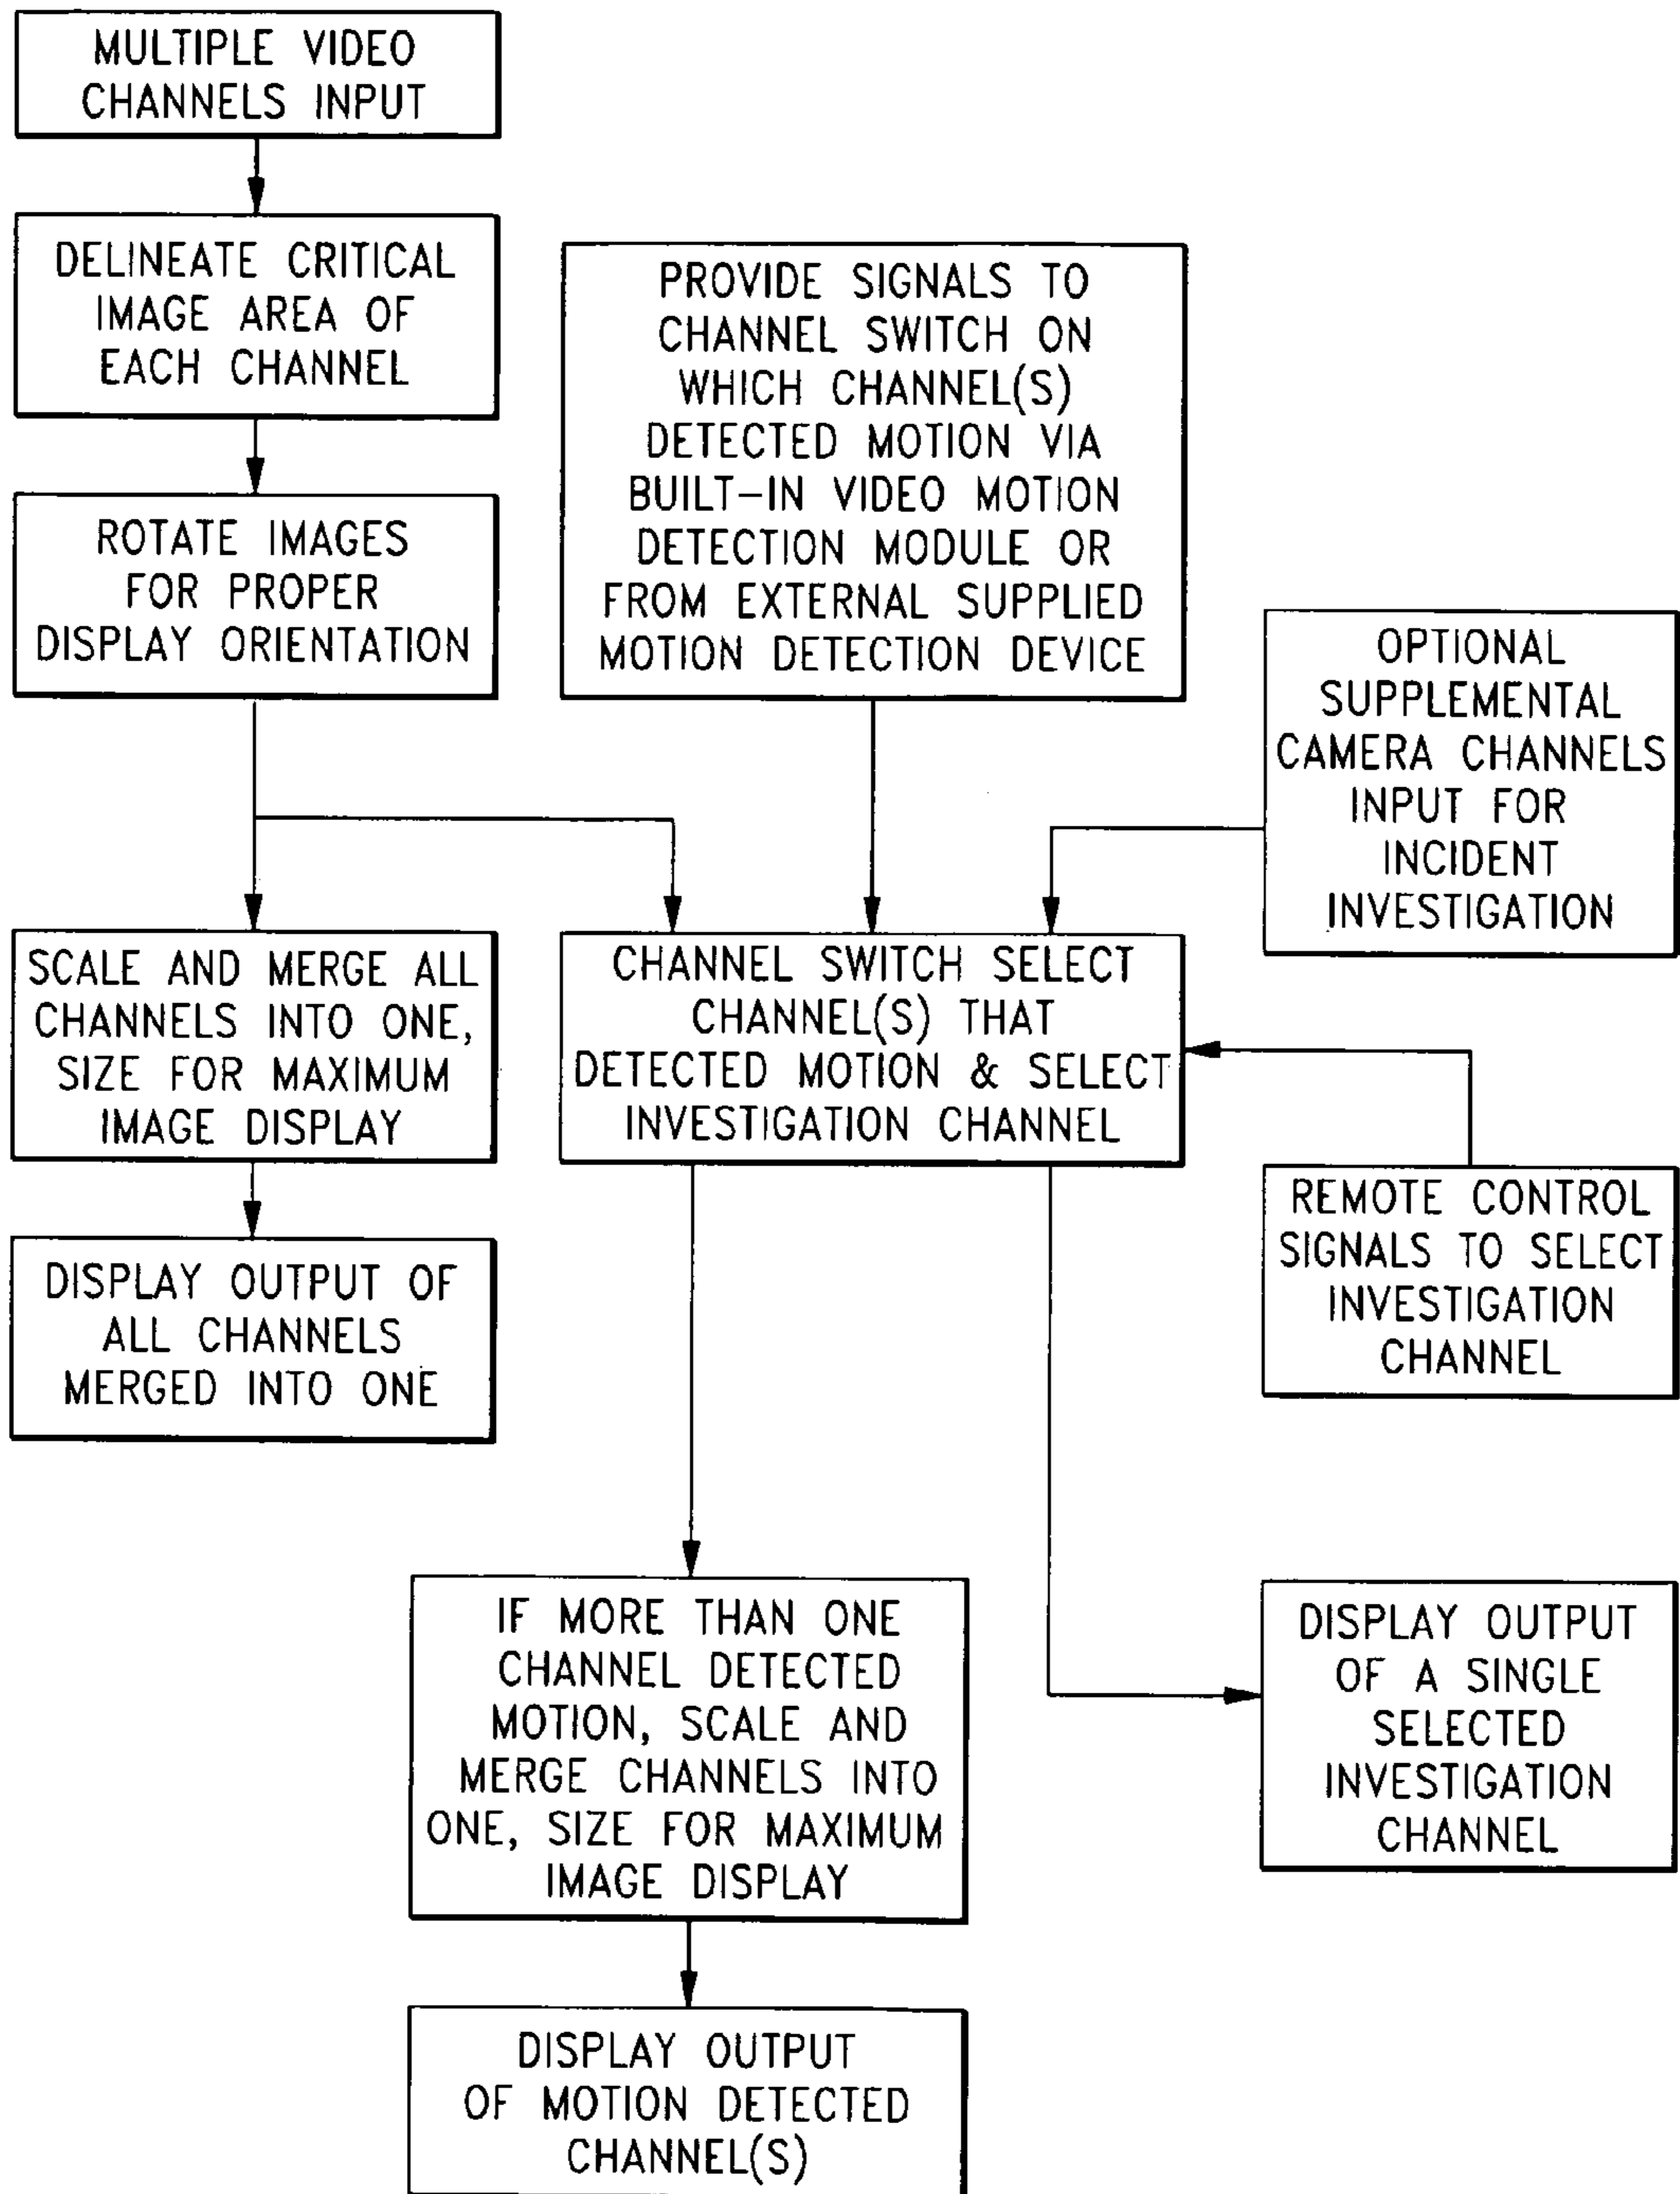 MULTIPLE VIDEO
CHANNELS INPUT
DELINEATE CRITICAL
IMAGE AREA OF
EACH CHANNEL
ROTATE IMAGES
FOR PROPER
DISPLAY ORIENTATION
PROVIDE SIGNALS TO
CHANNEL SWITCH ON
WHICH CHANNEL(S)
DETECTED MOTION VIA
BUILT-IN VIDEO MOTION
DETECTION MODULE OR
FROM EXTERNAL SUPPLIED
MOTION DETECTION DEVICE
OPTIONAL
SUPPLEMENTAL
CAMERA CHANNELS
INPUT FOR
INCIDENT
INVESTIGATION
SCALE AND MERGE ALL
CHANNELS INTO ONE,
SIZE FOR MAXIMUM
IMAGE DISPLAY
CHANNEL SWITCH SELECT
CHANNEL(S) THAT
DETECTED MOTION & SELECT
INVESTIGATION CHANNEL
REMOTE CONTROL
SIGNALS TO SELECT
INVESTIGATION
CHANNEL
DISPLAY OUTPUT OF
ALL CHANNELS
MERGED INTO ONE
IF MORE THAN ONE
CHANNEL DETECTED
MOTION, SCALE AND
MERGE CHANNELS INTO
ONE, SIZE FOR MAXIMUM
IMAGE DISPLAY
DISPLAY OUTPUT
OF A SINGLE
SELECTED
INVESTIGATION
CHANNEL
DISPLAY OUTPUT
OF MOTION DETECTED
CHANNEL(S)